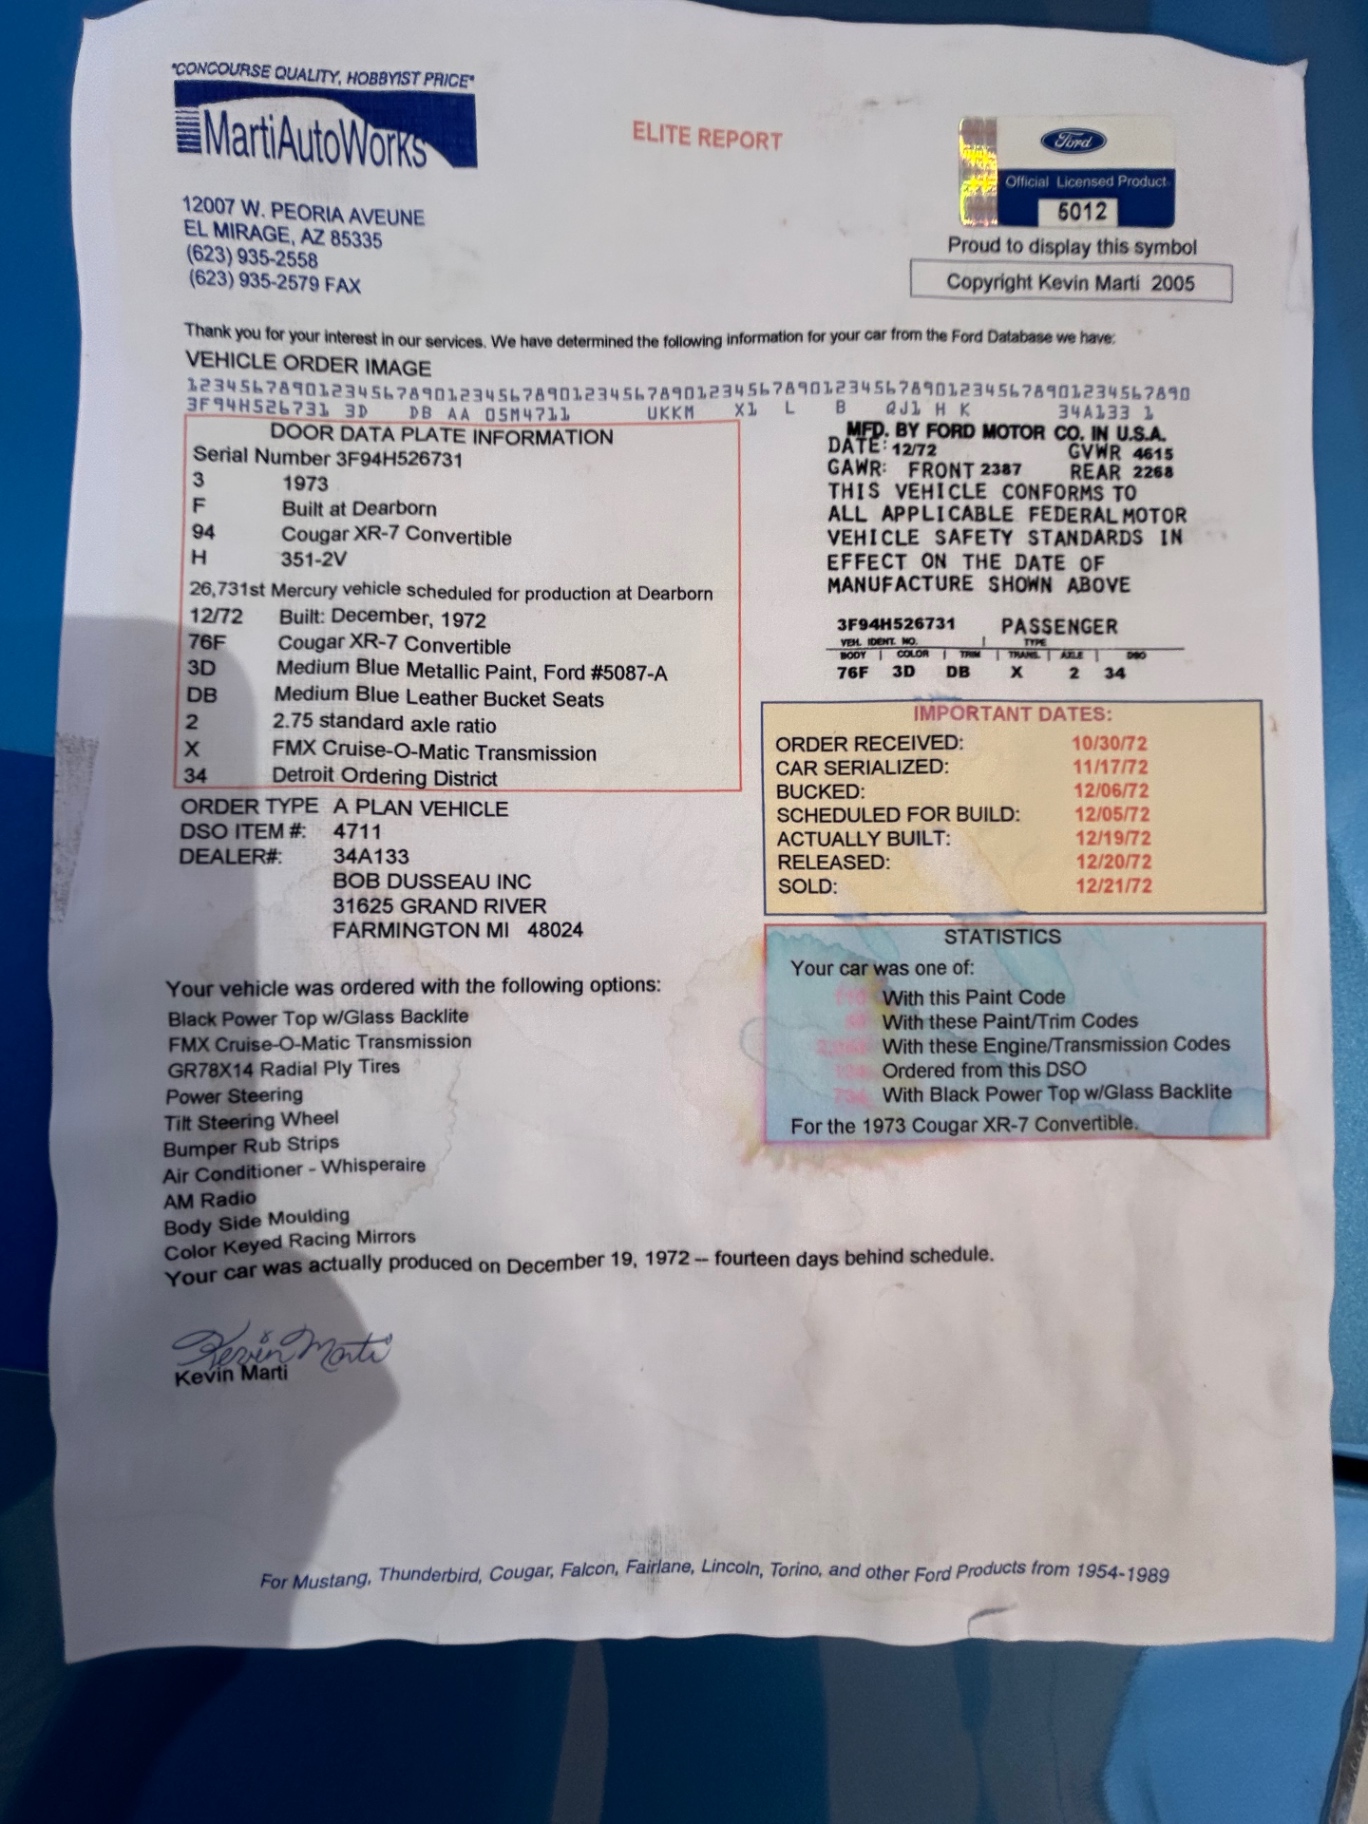 "CONCOURSE QUALITY, HOBBYIST PRICE"
MartiAutoWorks
ELITE REPORT
Ford
Official Licensed Product
5012
Proud to display this symbol
Copyright Kevin Marti 2005
12007 W. PEORIA AVEUNE
EL MIRAGE, AZ 85335
(623) 935-2558
(623) 935-2579 FAX
Thank you for your interest in our services. We have determined the following information for your car from the Ford Database we have:
VEHICLE ORDER IMAGE
12345678901234567890123456789012345678901234567890123456789012345678901234567890
3F94H526731 3D DB AA 05M4711 UKKM X1 L B QJ1 H K 34A133 1
DOOR DATA PLATE INFORMATION
Serial Number 3F94H526731
3 1973
F Built at Dearborn
94 Cougar XR-7 Convertible
H 351-2V
26,731st Mercury vehicle scheduled for production at Dearborn
12/72 Built: December, 1972
76F Cougar XR-7 Convertible
3D Medium Blue Metallic Paint, Ford #5087-A
DB Medium Blue Leather Bucket Seats
2 2.75 standard axle ratio
X FMX Cruise-O-Matic Transmission
34 Detroit Ordering District
ORDER TYPE A PLAN VEHICLE
DSO ITEM #: 4711
DEALER#: 34A133
BOB DUSSEAU INC
31625 GRAND RIVER
FARMINGTON MI 48024
MFD. BY FORD MOTOR CO. IN U.S.A.
DATE: 12/72 GVWR 4615
GAWR: FRONT 2387 REAR 2268
THIS VEHICLE CONFORMS TO
ALL APPLICABLE FEDERAL MOTOR
VEHICLE SAFETY STANDARDS IN
EFFECT ON THE DATE OF
MANUFACTURE SHOWN ABOVE
3F94H526731 PASSENGER
VEH. IDENT. NO. | TYPE
BODY | COLOR | TRIM | TRANS. | AXLE | DSO
76F 3D DB X 2 34
IMPORTANT DATES:
ORDER RECEIVED: 10/30/72
CAR SERIALIZED: 11/17/72
BUCKED: 12/06/72
SCHEDULED FOR BUILD: 12/05/72
ACTUALLY BUILT: 12/19/72
RELEASED: 12/20/72
SOLD: 12/21/72
STATISTICS
Your car was one of:
With this Paint Code
With these Paint/Trim Codes
With these Engine/Transmission Codes
Ordered from this DSO
With Black Power Top w/Glass Backlite
For the 1973 Cougar XR-7 Convertible.
Your vehicle was ordered with the following options:
Black Power Top w/Glass Backlite
FMX Cruise-O-Matic Transmission
GR78X14 Radial Ply Tires
Power Steering
Tilt Steering Wheel
Bumper Rub Strips
Air Conditioner - Whisperaire
AM Radio
Body Side Moulding
Color Keyed Racing Mirrors
Your car was actually produced on December 19, 1972 -- fourteen days behind schedule.
Kevin Marti
Kevin Marti
For Mustang, Thunderbird, Cougar, Falcon, Fairlane, Lincoln, Torino, and other Ford Products from 1954-1989